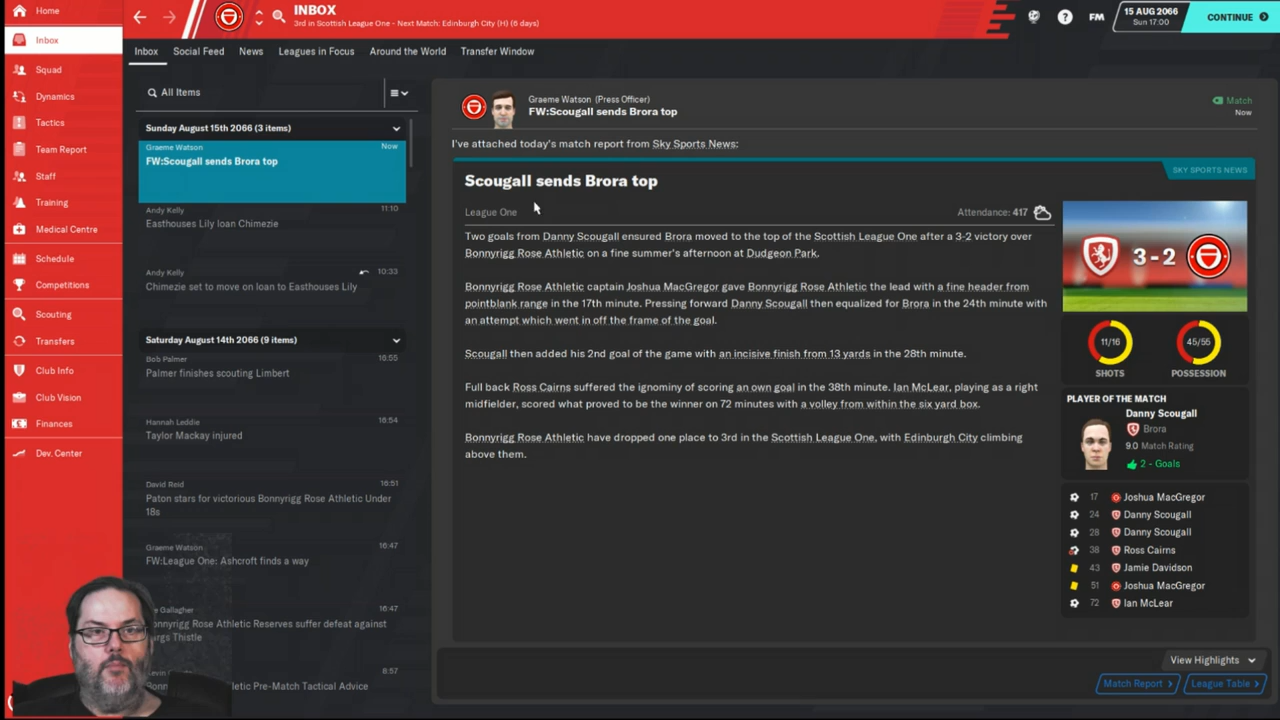 Home
INBOX
3rd in Scottish League One - Next Match: Edinburgh City (H) (6 days)
FM
15 AUG 2066
Sun 17:00
CONTINUE
Inbox
Squad
Dynamics
Tactics
Team Report
Staff
Training
Medical Centre
Schedule
Competitions
Scouting
Transfers
Club Info
Club Vision
Finances
Dev. Center
Inbox
Social Feed
News
Leagues in Focus
Around the World
Transfer Window
All Items
Sunday August 15th 2066 (3 items)
Graeme Watson
Now
FW:Scougall sends Brora top
Andy Kelly
11:10
Easthouses Lily loan Chimezie
Andy Kelly
10:33
Chimezie set to move on loan to Easthouses Lily
Saturday August 14th 2066 (9 items)
Bob Palmer
16:55
Palmer finishes scouting Limbert
Hannah Leddie
16:54
Taylor Mackay injured
David Reid
16:51
Paton stars for victorious Bonnyrigg Rose Athletic Under
18s
Graeme Watson
16:47
FW:League One: Ashcroft finds a way
Gallagher
16:47
onnyrigg Rose Athletic Reserves suffer defeat against
rgs Thistle
8:57
letic Pre-Match Tactical Advice
Graeme Watson (Press Officer)
FW:Scougall sends Brora top
Match
Now
I've attached today's match report from Sky Sports News:
SKY SPORTS NEWS
Scougall sends Brora top
League One
Attendance: 417
Two goals from Danny Scougall ensured Brora moved to the top of the Scottish League One after a 3-2 victory over
Bonnyrigg Rose Athletic on a fine summer's afternoon at Dudgeon Park.
Bonnyrigg Rose Athletic captain Joshua MacGregor gave Bonnyrigg Rose Athletic the lead with a fine header from
pointblank range in the 17th minute. Pressing forward Danny Scougall then equalized for Brora in the 24th minute with
an attempt which went in off the frame of the goal.
Scougall then added his 2nd goal of the game with an incisive finish from 13 yards in the 28th minute.
Full back Ross Cairns suffered the ignominy of scoring an own goal in the 38th minute. Ian McLear, playing as a right
midfielder, scored what proved to be the winner on 72 minutes with a volley from within the six yard box.
Bonnyrigg Rose Athletic have dropped one place to 3rd in the Scottish League One, with Edinburgh City climbing
above them.
3-2
11/16
SHOTS
45/55
POSSESSION
PLAYER OF THE MATCH
Danny Scougall
Brora
9.0 Match Rating
2 - Goals
17 Joshua MacGregor
24 Danny Scougall
28 Danny Scougall
38 Ross Cairns
43 Jamie Davidson
51 Joshua MacGregor
72 Ian McLear
View Highlights
Match Report
League Table